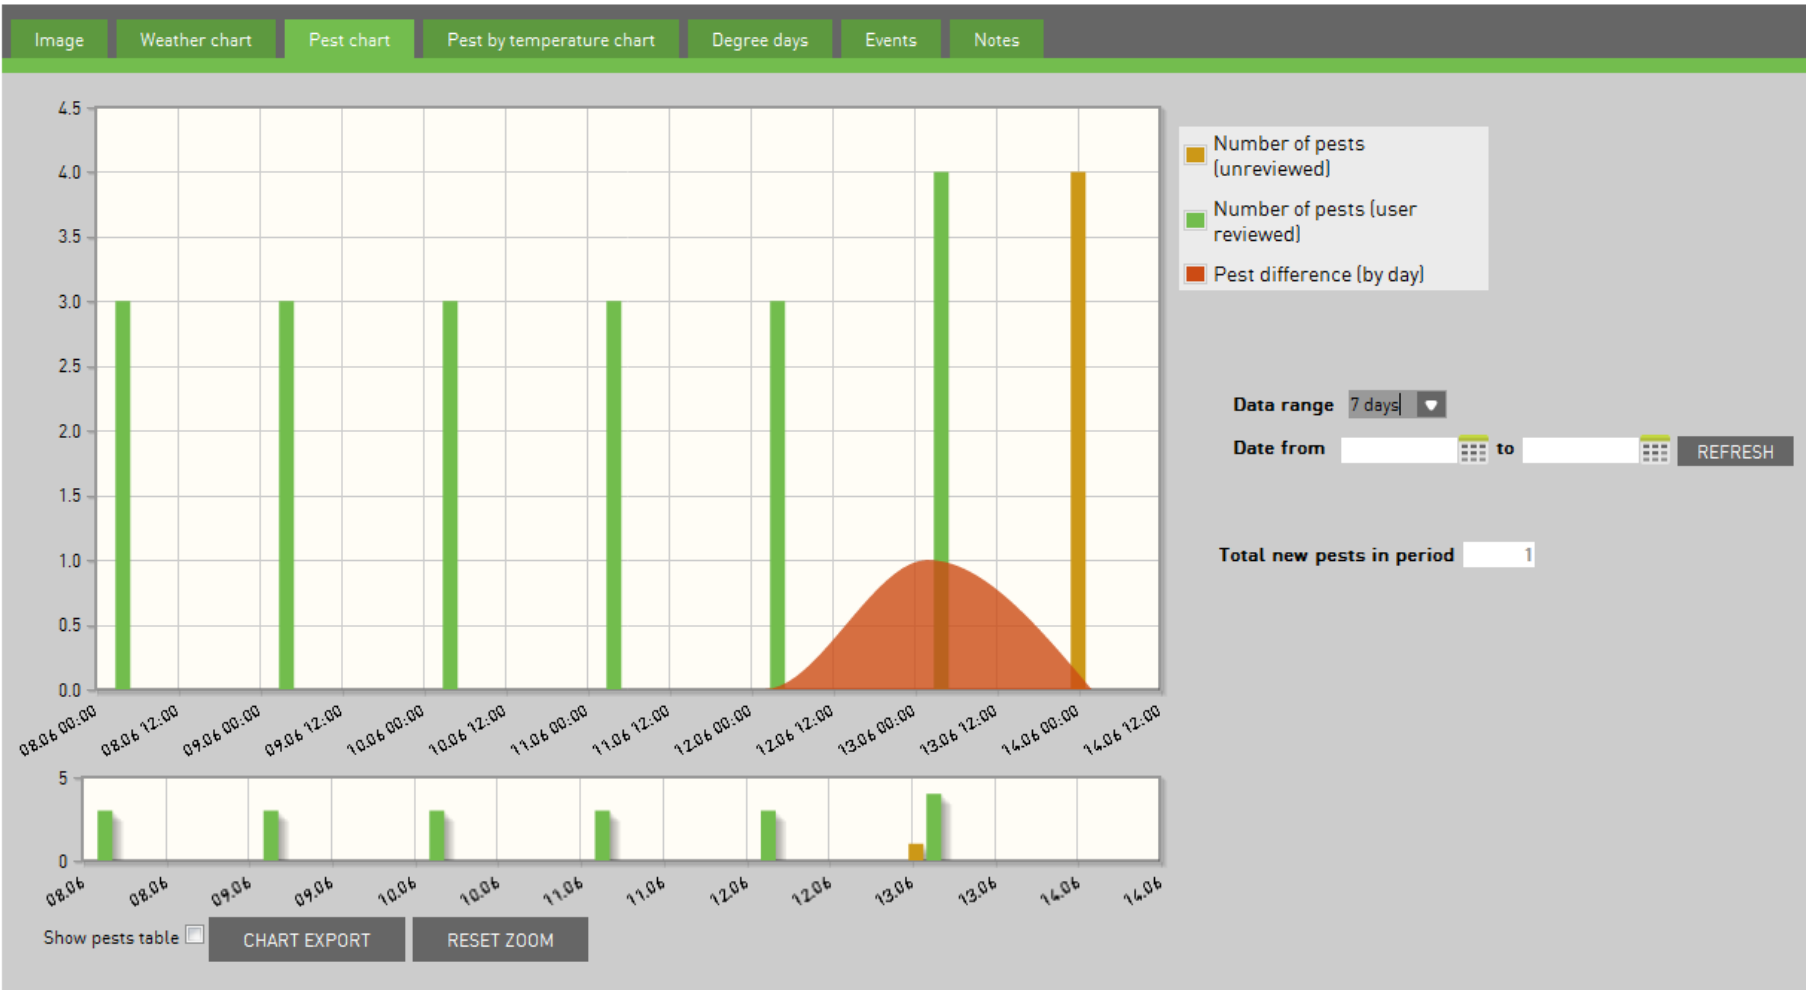 Image Weather chart Pest chart Pest by temperature chart Degree days Events Notes
4.5
4.0
3.5
3.0
2.5
2.0
1.5
1.0
0.5
0.0
08.06 00:00 08.06 12:00 09.06 00:00 09.06 12:00 10.06 00:00 10.06 12:00 11.06 00:00 11.06 12:00 12.06 00:00 12.06 12:00 13.06 00:00 13.06 12:00 14.06 00:00 14.06 12:00
Number of pests
(unreviewed)
Number of pests (user
reviewed)
Pest difference (by day)
Data range 7 days
Date from to REFRESH
Total new pests in period 1
5
0
08.06 08.06 09.06 09.06 10.06 10.06 11.06 11.06 12.06 12.06 13.06 13.06 14.06 14.06
Show pests table CHART EXPORT RESET ZOOM